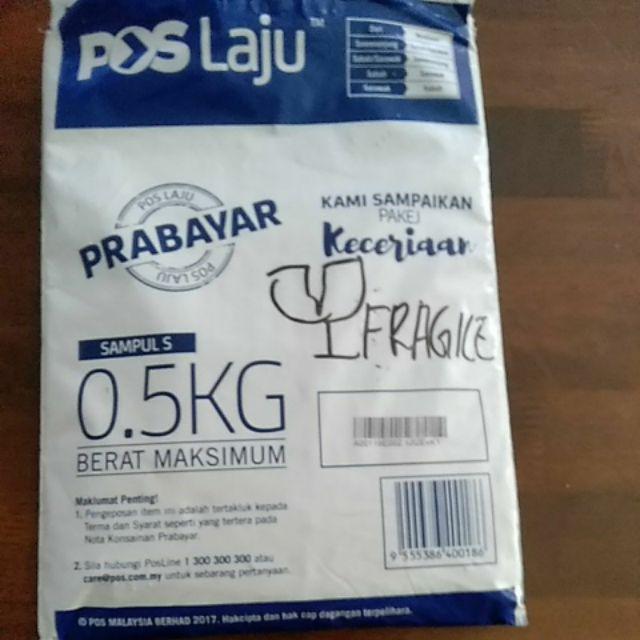 POS Laju™
POS LAJU
PRABAYAR
POS LAJU
KAMI SAMPAIKAN
PAKEJ
Keceriaan
FRAGILE
SAMPUL S
0.5KG
BERAT MAKSIMUM
Maklumat Penting!
1. Pengeposan item ini adalah tertakluk kepada
Terma dan Syarat seperti yang tertera pada
Nota Konsainan Prabayar.
2. Sila hubungi PosLine 1 300 300 300 atau
care@pos.com.my untuk sebarang pertanyaan.
9 555386 400186
© POS MALAYSIA BERHAD 2017. Hakcipta dan hak cap dagangan terpelihara.